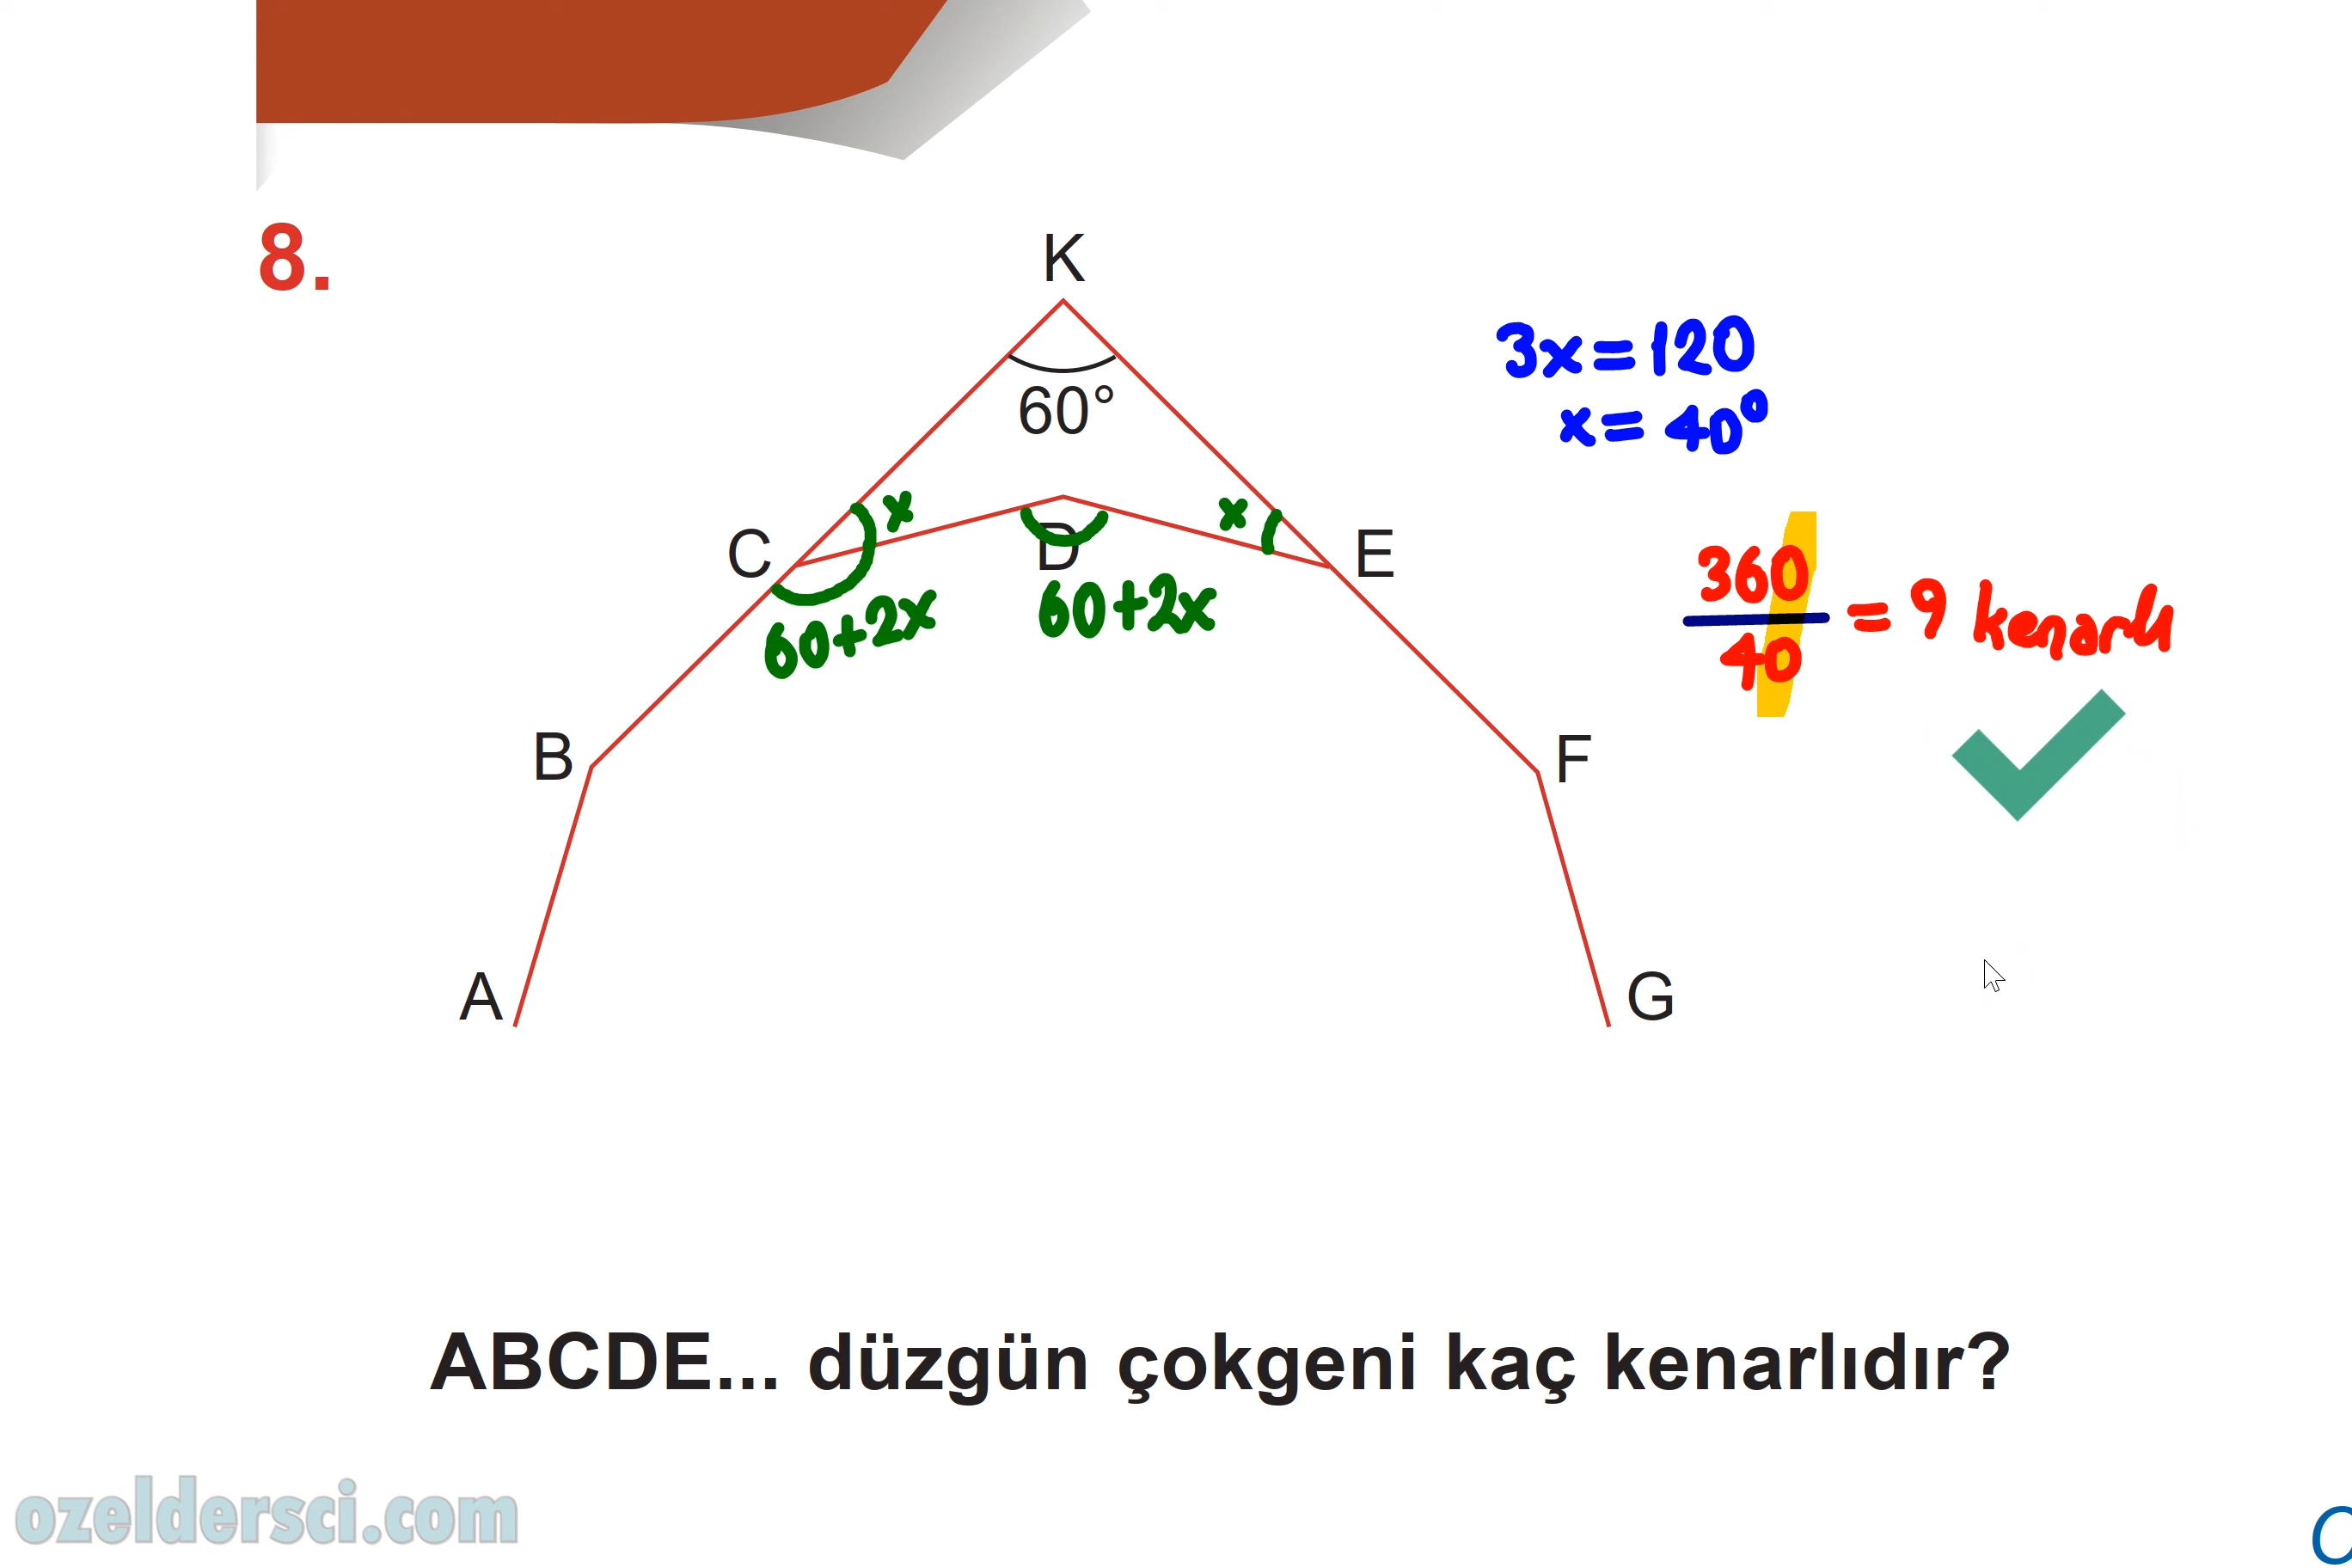 8.
K
60°
3x=120
x=40°
C
x
D
x
E
60+2x
60+2x
360
40
= 9 kenarlı
B
F
A
G
ABCDE... düzgün çokgeni kaç kenarlıdır?
ozeldersci.com